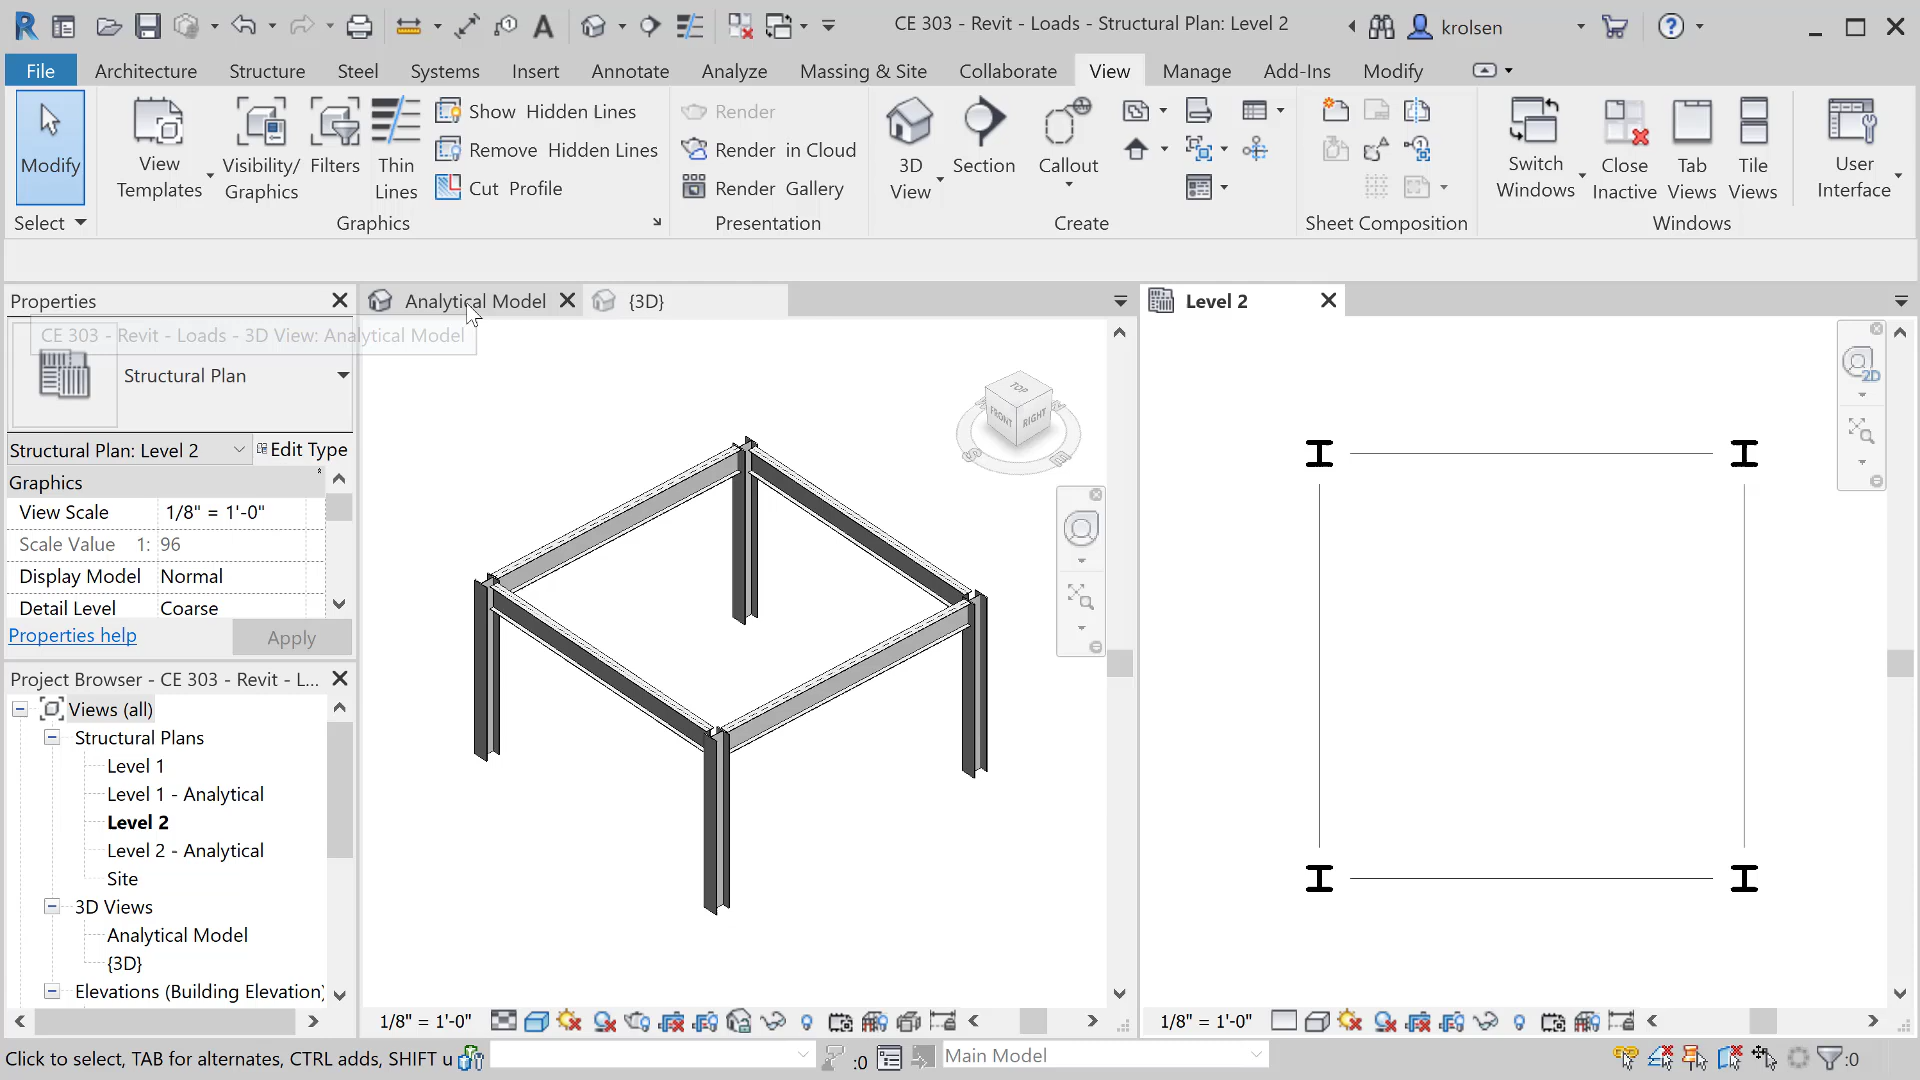 CE 303 - Revit - Loads - Structural Plan: Level 2
krolsen
File Architecture Structure Steel Systems Insert Annotate Analyze Massing & Site Collaborate View Manage Add-Ins Modify
Modify
Select
View Templates
Visibility/ Graphics
Filters
Thin Lines
Show Hidden Lines
Remove Hidden Lines
Cut Profile
Graphics
Render
Render in Cloud
Render Gallery
Presentation
3D View
Section
Callout
Create
Sheet Composition
Switch Windows
Close Inactive
Tab Views
Tile Views
Windows
User Interface
Properties
Analytical Model
{3D}
Level 2
CE 303 - Revit - Loads - 3D View: Analytical Model
Structural Plan
Structural Plan: Level 2
Edit Type
Graphics
View Scale 1/8" = 1'-0"
Scale Value 1: 96
Display Model Normal
Detail Level Coarse
Properties help
Apply
Project Browser - CE 303 - Revit - L...
Views (all)
Structural Plans
Level 1
Level 1 - Analytical
Level 2
Level 2 - Analytical
Site
3D Views
Analytical Model
{3D}
Elevations (Building Elevation)
TOP
FRONT
RIGHT
S
E
2D
1/8" = 1'-0"
1/8" = 1'-0"
Click to select, TAB for alternates, CTRL adds, SHIFT u
:0
Main Model
:0